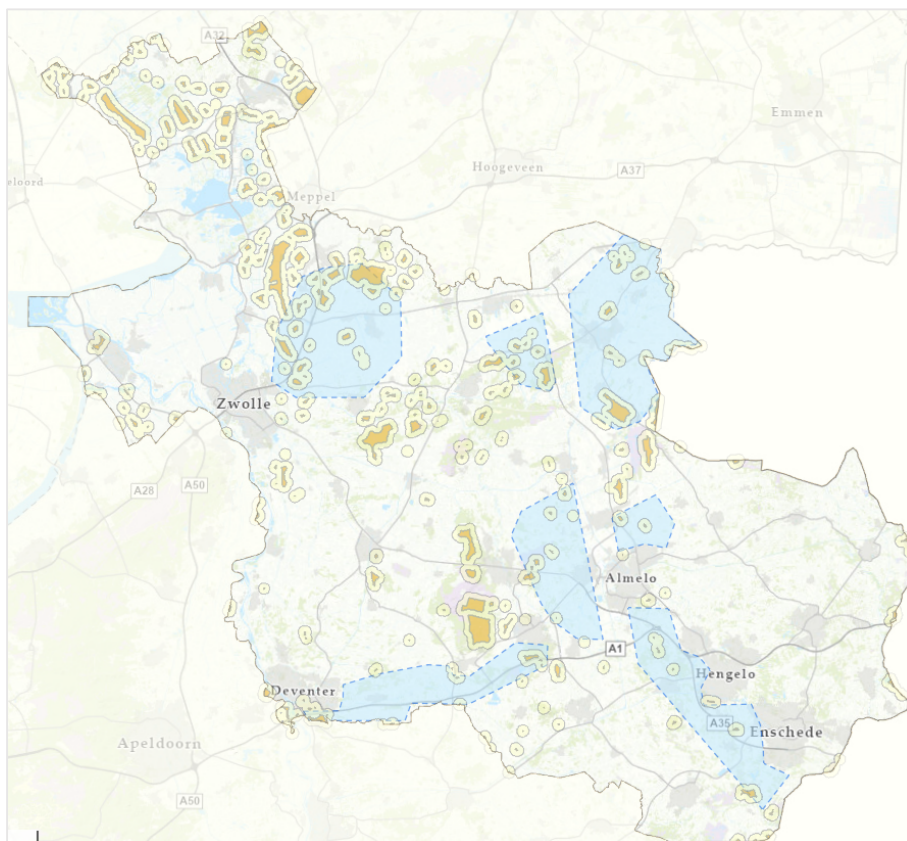 A32
Emmen
Hoogeveen
A37
eloord
Meppel
Zwolle
A28
A50
Almelo
A1
Hengelo
Deventer
A35
Enschede
Apeldoorn
A50